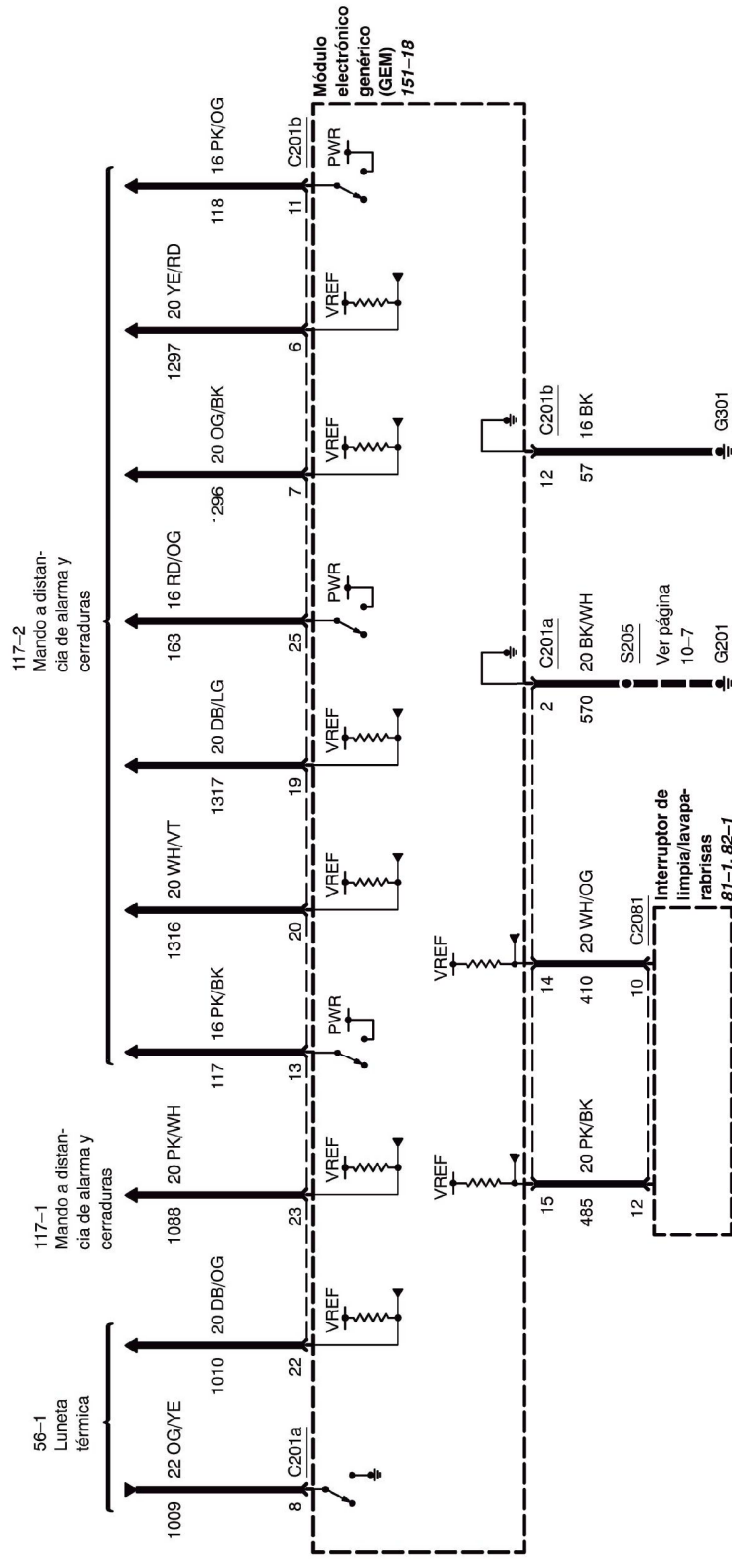 56–1
Luneta
térmica
117–1
Mando a distan-
cia de alarma y
cerraduras
117–2
Mando a distan-
cia de alarma y
cerraduras
1009
22 OG/YE
8
C201a
1010
20 DB/OG
22
VREF
1088
20 PK/WH
23
VREF
117
16 PK/BK
13
PWR
1316
20 WH/VT
20
VREF
1317
20 DB/LG
19
VREF
163
16 RD/OG
25
PWR
1296
20 OG/BK
7
VREF
1297
20 YE/RD
6
VREF
118
16 PK/OG
11
C201b
PWR
Módulo
electrónico
genérico
(GEM)
151–18
VREF
15
485
20 PK/BK
12
VREF
14
410
20 WH/OG
10
C2081
Interruptor de
limpia/lavapa-
rabrisas
81–1, 82–1
2
C201a
570
20 BK/WH
S205
Ver página
10–7
G201
12
C201b
57
16 BK
G301